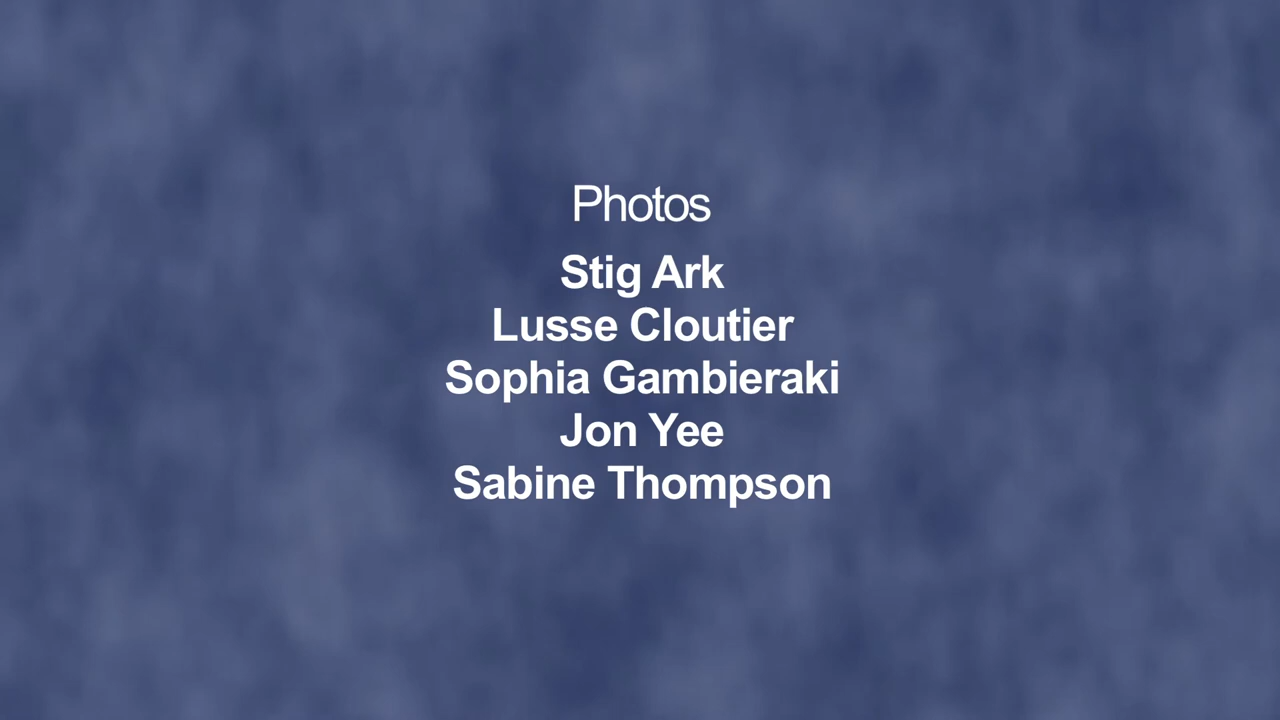 Photos
Stig Ark
Lusse Cloutier
Sophia Gambieraki
Jon Yee
Sabine Thompson